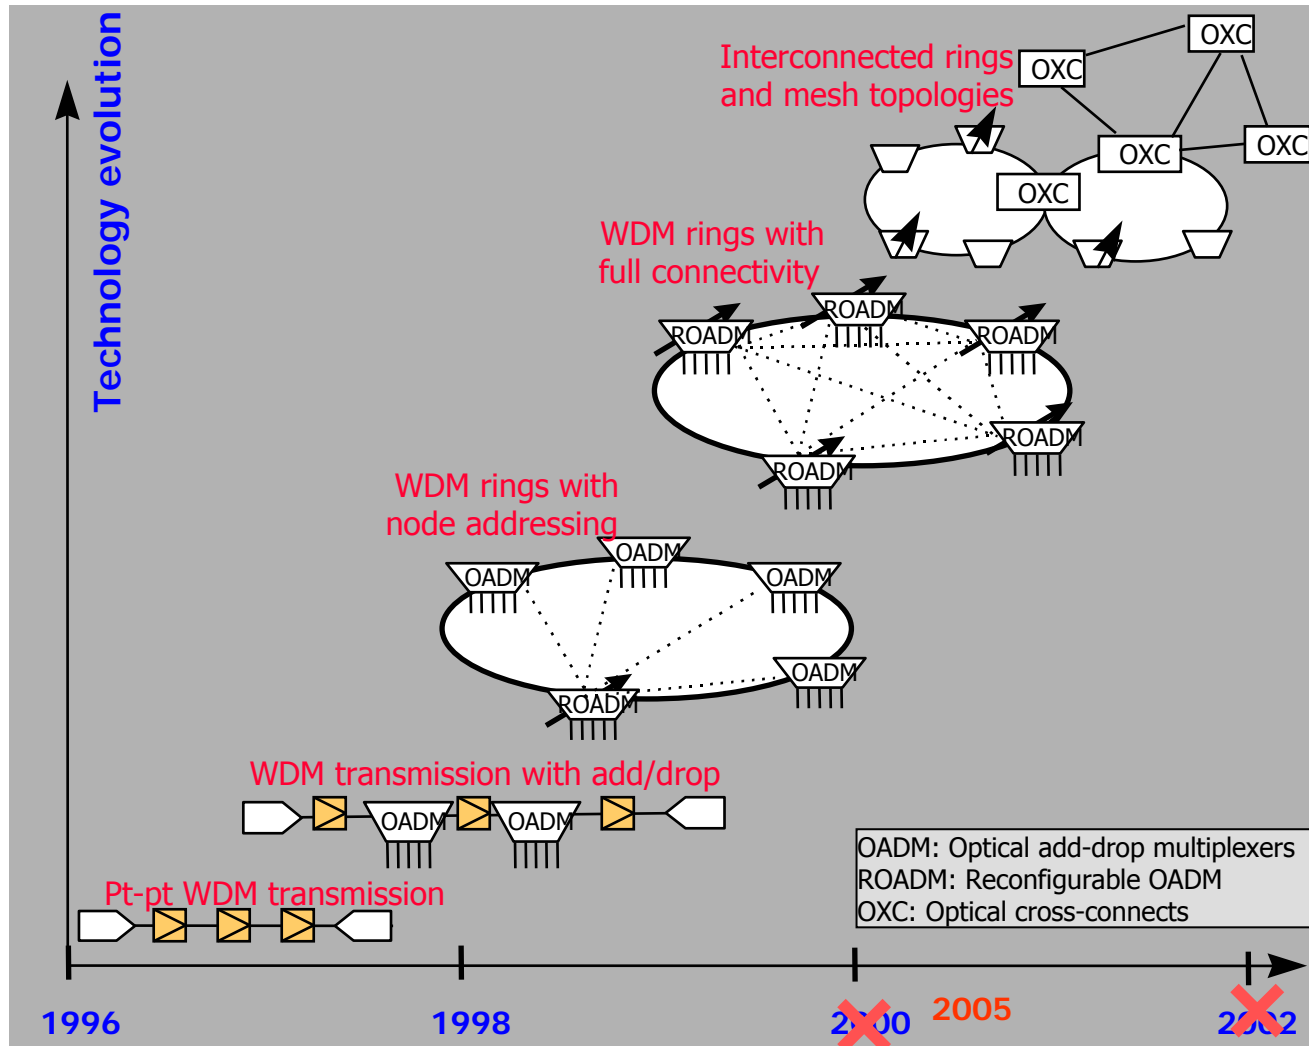 Technology evolution
Interconnected rings
and mesh topologies
OXC
OXC
OXC
OXC
OXC
WDM rings with
full connectivity
ROADM
ROADM
ROADM
ROADM
ROADM
WDM rings with
node addressing
OADM
OADM
OADM
OADM
ROADM
WDM transmission with add/drop
OADM
OADM
Pt-pt WDM transmission
OADM: Optical add-drop multiplexers
ROADM: Reconfigurable OADM
OXC: Optical cross-connects
1996
1998
2000
2005
2002